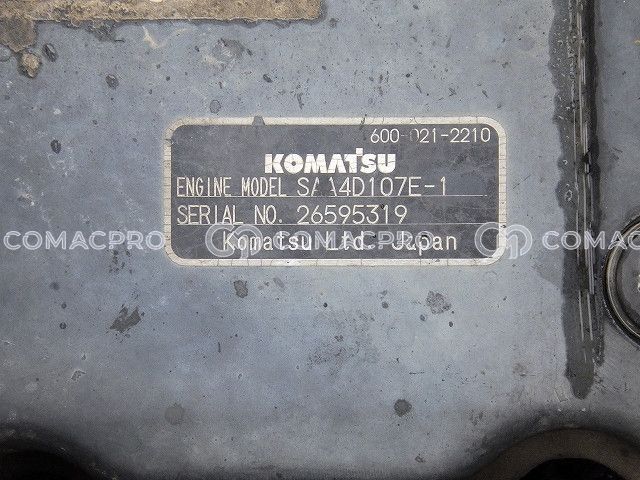 600-021-2210
KOMATSU
ENGINE MODEL SAA4D107E-1
SERIAL NO. 26595319
COMACPRO COMACPRO COMACPRO
Komatsu Ltd. Japan